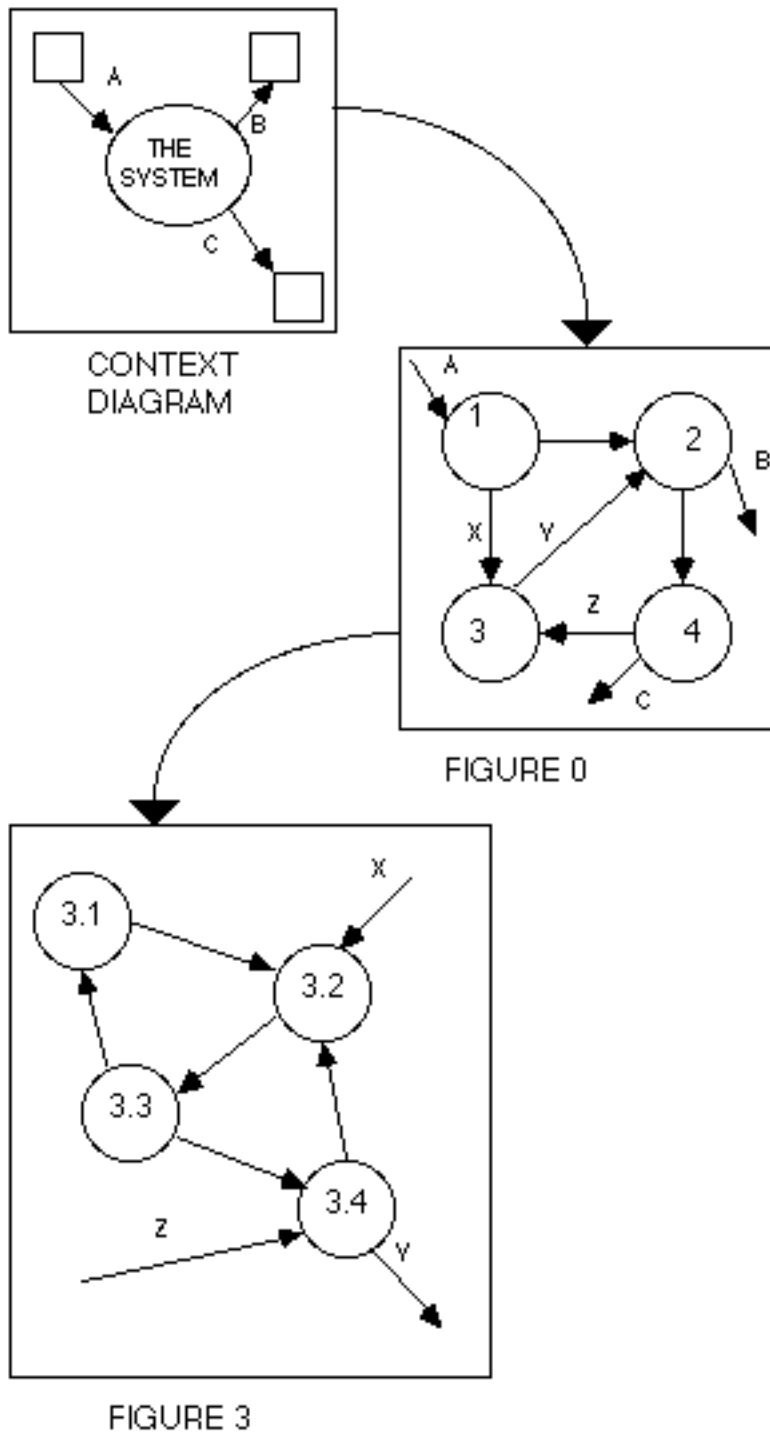 A
B
THE
SYSTEM
C
CONTEXT
DIAGRAM
A
1
2
B
X
Y
Z
3
4
C
FIGURE 0
X
3.1
3.2
3.3
3.4
Z
Y
FIGURE 3